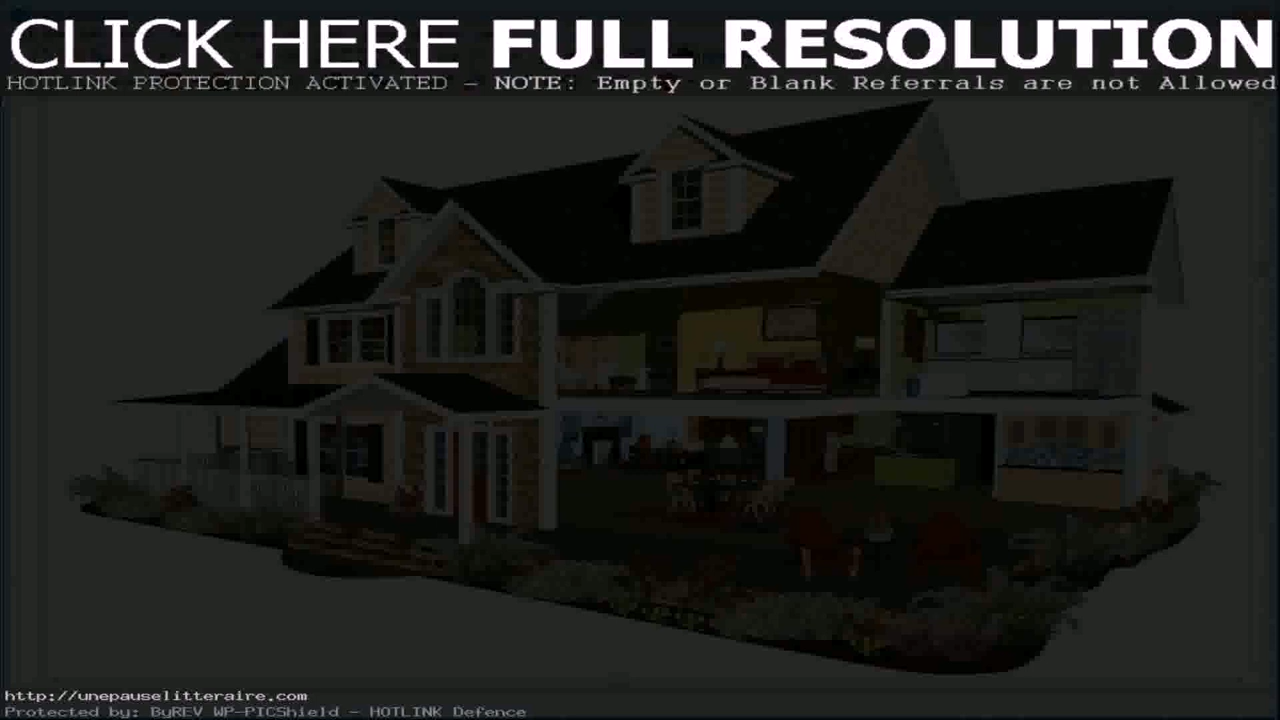 CLICK HERE FULL RESOLUTION
HOTLINK PROTECTION ACTIVATED - NOTE: Empty or Blank Referrals are not Allowed
http://unepauselitteraire.com
Protected by: ByREV WP-PICShield - HOTLINK Defence